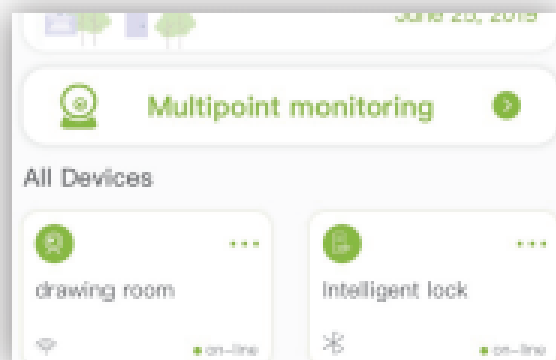 June 25, 2019
Multipoint monitoring
All Devices
drawing room
Intelligent lock
on-line
on-line